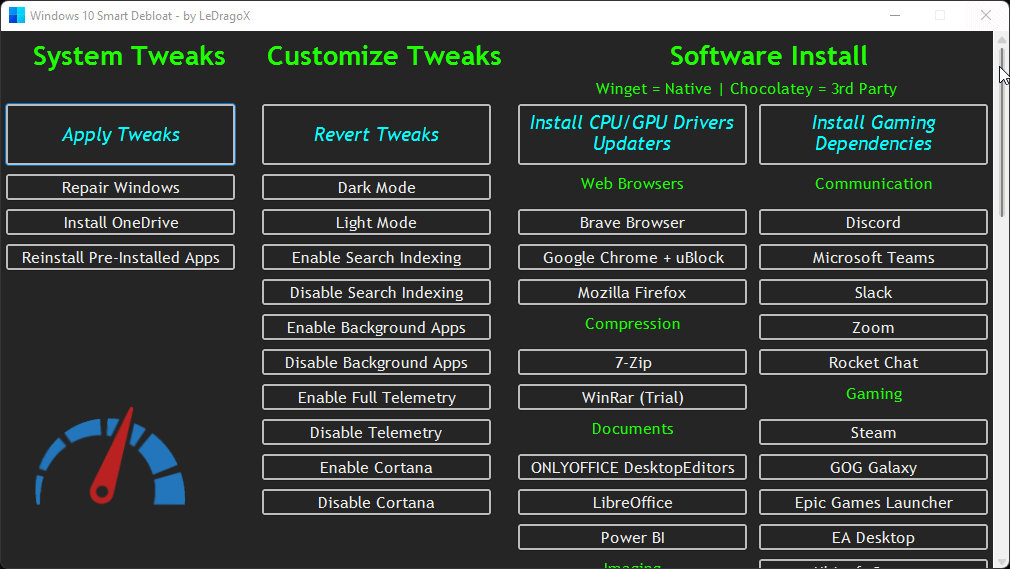 Windows 10 Smart Debloat - by LeDragoX
System Tweaks
Customize Tweaks
Software Install
Winget = Native | Chocolatey = 3rd Party
Apply Tweaks
Repair Windows
Install OneDrive
Reinstall Pre-Installed Apps
Revert Tweaks
Dark Mode
Light Mode
Enable Search Indexing
Disable Search Indexing
Enable Background Apps
Disable Background Apps
Enable Full Telemetry
Disable Telemetry
Enable Cortana
Disable Cortana
Install CPU/GPU Drivers
Updaters
Web Browsers
Brave Browser
Google Chrome + uBlock
Mozilla Firefox
Compression
7-Zip
WinRar (Trial)
Documents
ONLYOFFICE DesktopEditors
LibreOffice
Power BI
Imaging
Install Gaming
Dependencies
Communication
Discord
Microsoft Teams
Slack
Zoom
Rocket Chat
Gaming
Steam
GOG Galaxy
Epic Games Launcher
EA Desktop